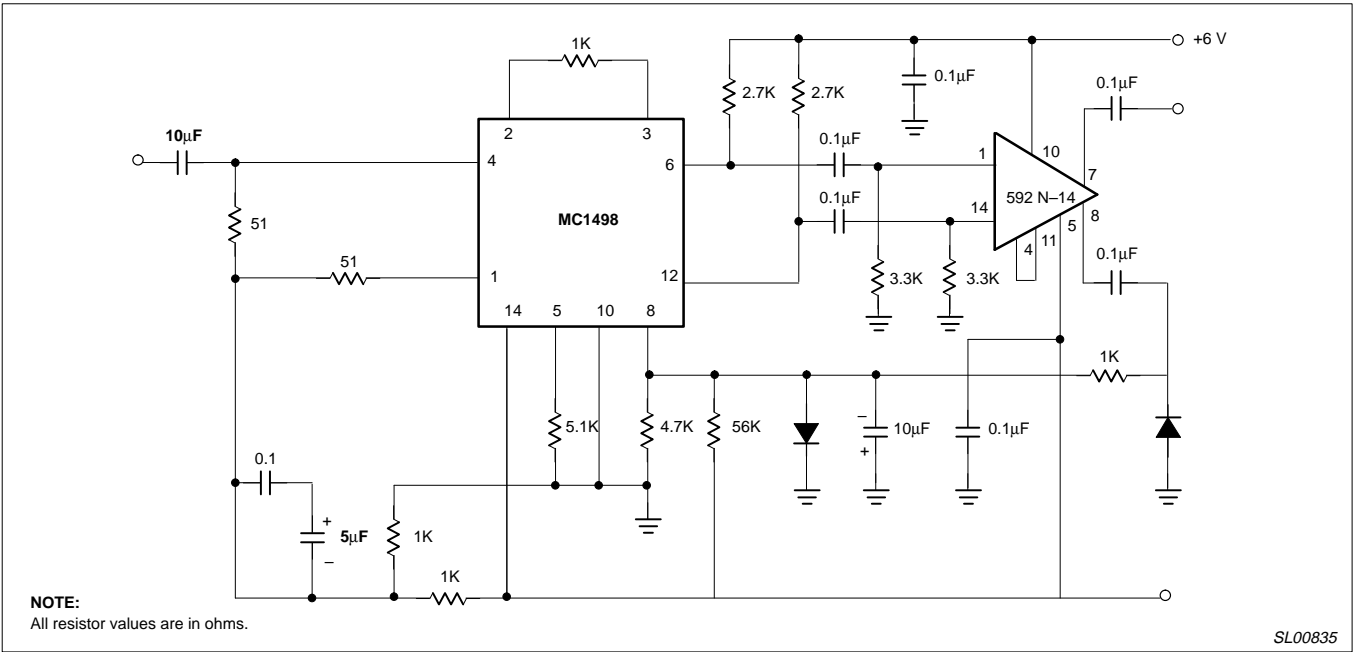 1K
+6 V
2.7K
2.7K
0.1μF
0.1μF
10μF
2
3
4
6
0.1μF
1
10
7
51
MC1498
0.1μF
14
592 N–14
8
5
11
4
51
1
12
3.3K
3.3K
0.1μF
14
5
10
8
1K
5.1K
4.7K
56K
–
10μF
+
0.1μF
0.1
+
5μF
–
1K
1K
NOTE:
All resistor values are in ohms.
SL00835